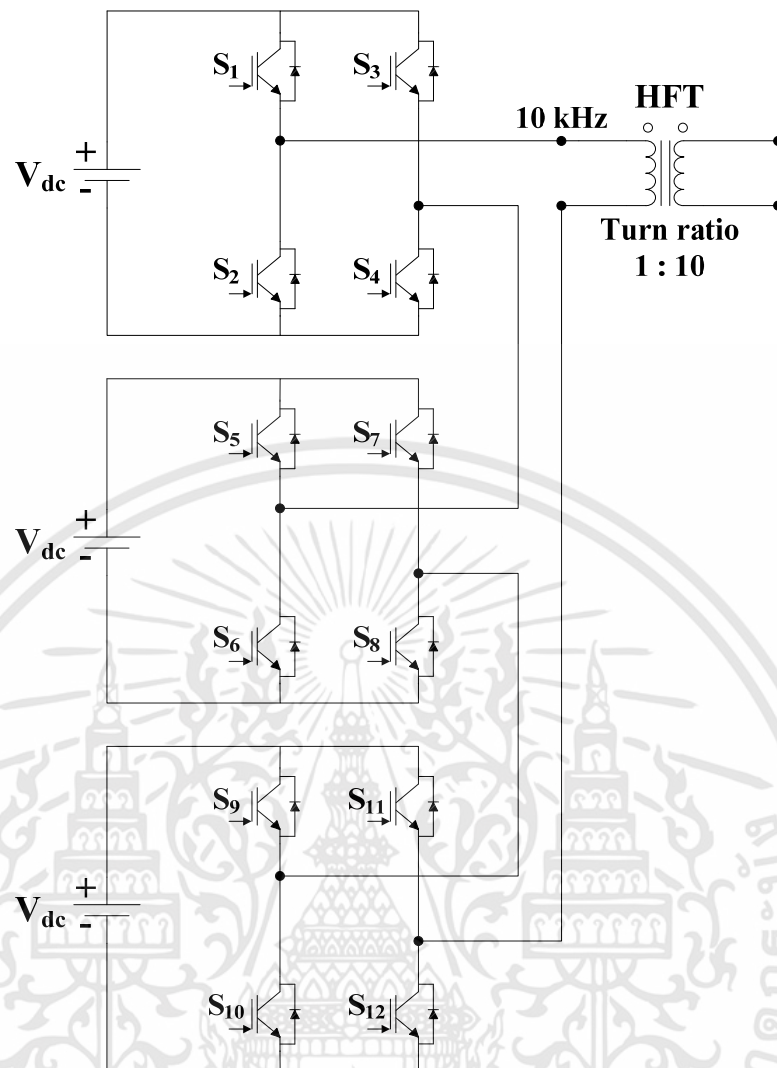 S1
S3
HFT
10 kHz
+
Vdc
-
Turn ratio
1 : 10
S2
S4
S5
S7
+
Vdc
-
S6
S8
S9
S11
+
Vdc
-
S10
S12